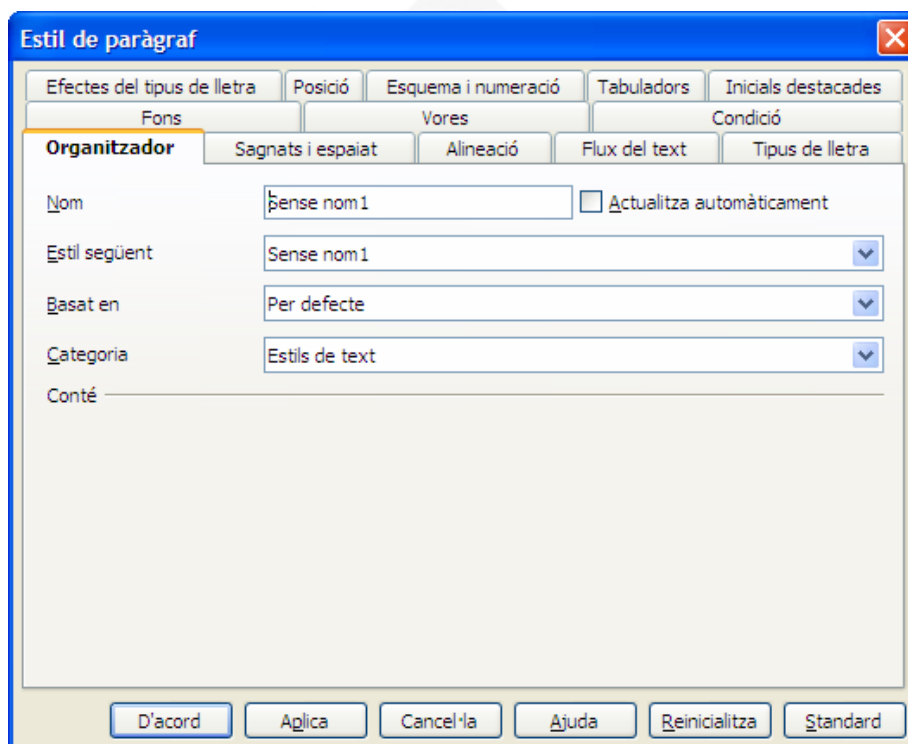 Estil de paràgraf
Efectes del tipus de lletra Posició Esquema i numeració Tabuladors Inicials destacades
Fons Vores Condició
Organitzador Sagnats i espaiat Alineació Flux del text Tipus de lletra
Nom Sense nom1 Actualitza automàticament
Estil següent Sense nom1
Basat en Per defecte
Categoria Estils de text
Conté
D'acord Aplica Cancel·la Ajuda Reinicialitza Standard